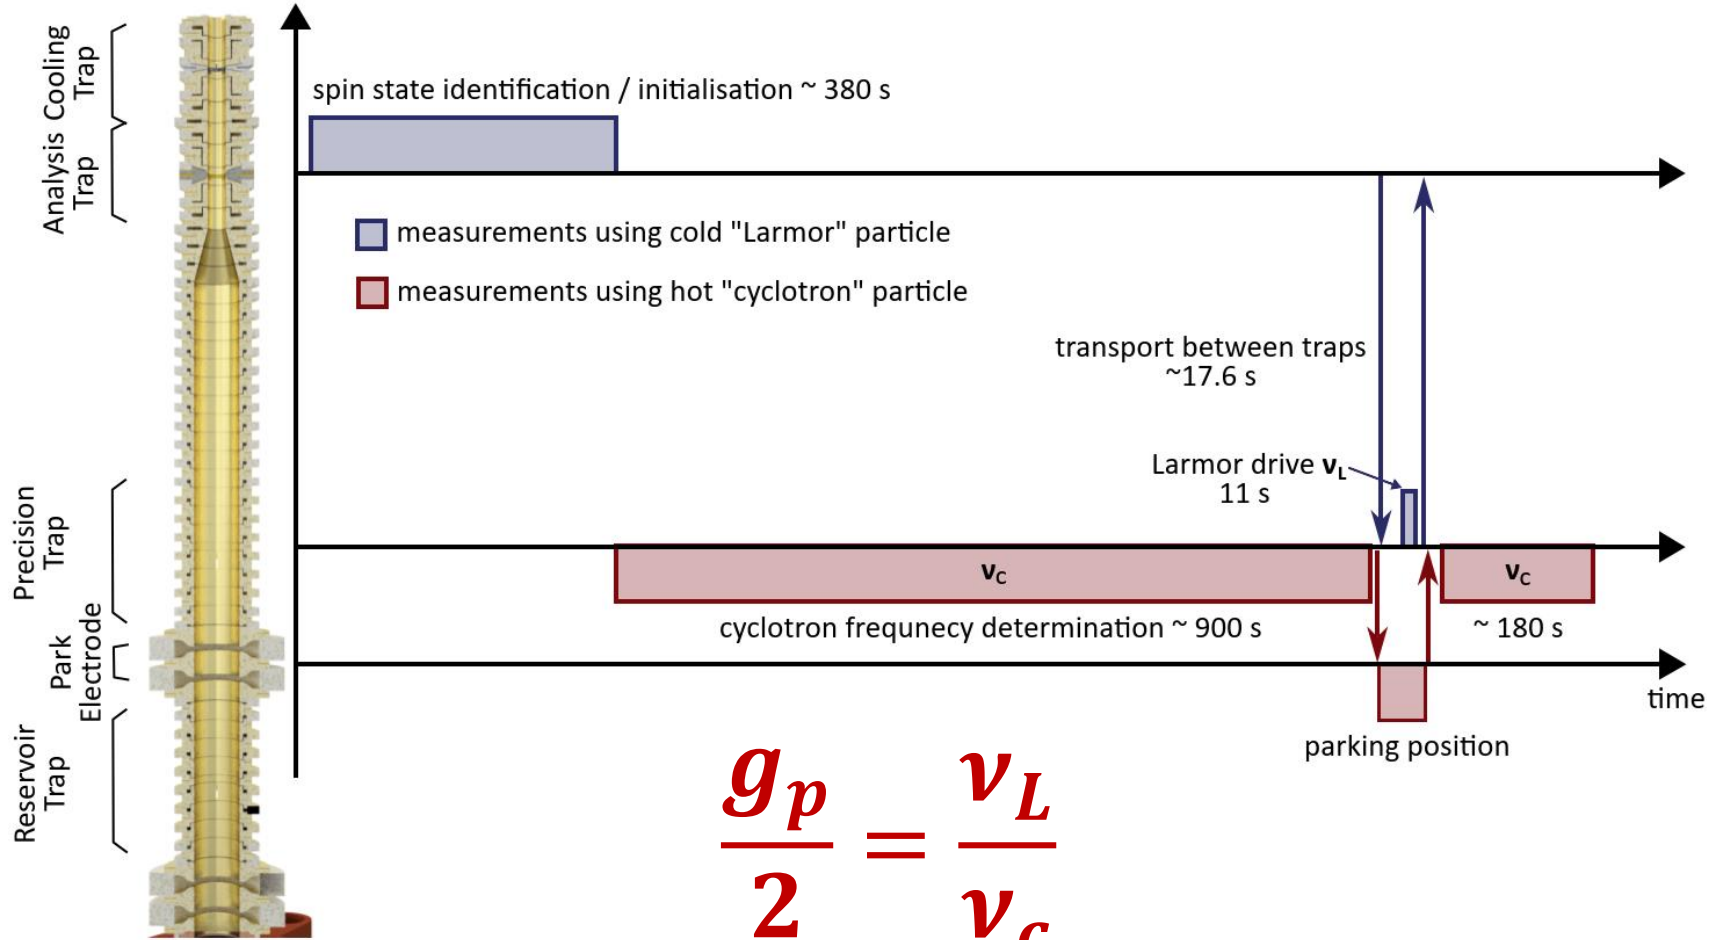 Cooling
Trap
Analysis
Trap
Precision
Trap
Park
Electrode
Reservoir
Trap
spin state identification / initialisation ~ 380 s
measurements using cold "Larmor" particle
measurements using hot "cyclotron" particle
transport between traps
~17.6 s
Larmor drive νL
11 s
νC
νC
cyclotron frequnecy determination ~ 900 s
~ 180 s
time
parking position
gp/2 = νL/νc